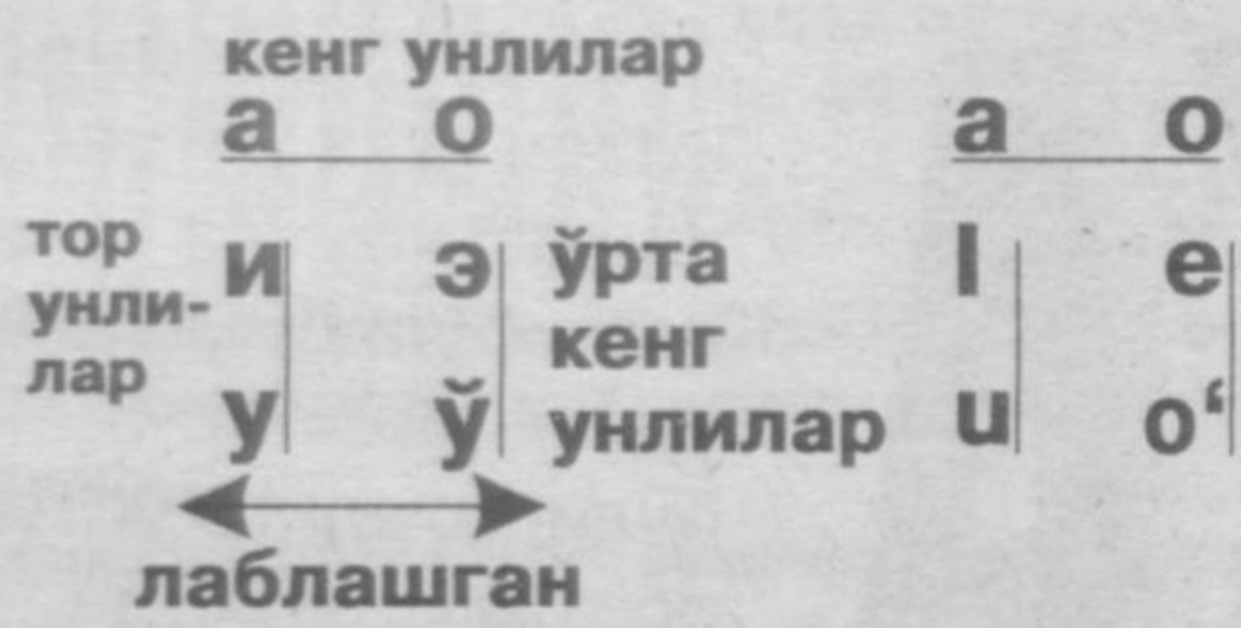 кенг унлилар
а о а о
тор
унли-
лар
и э ўрта I e
кенг
у ў унлилар u o‘
лаблашган